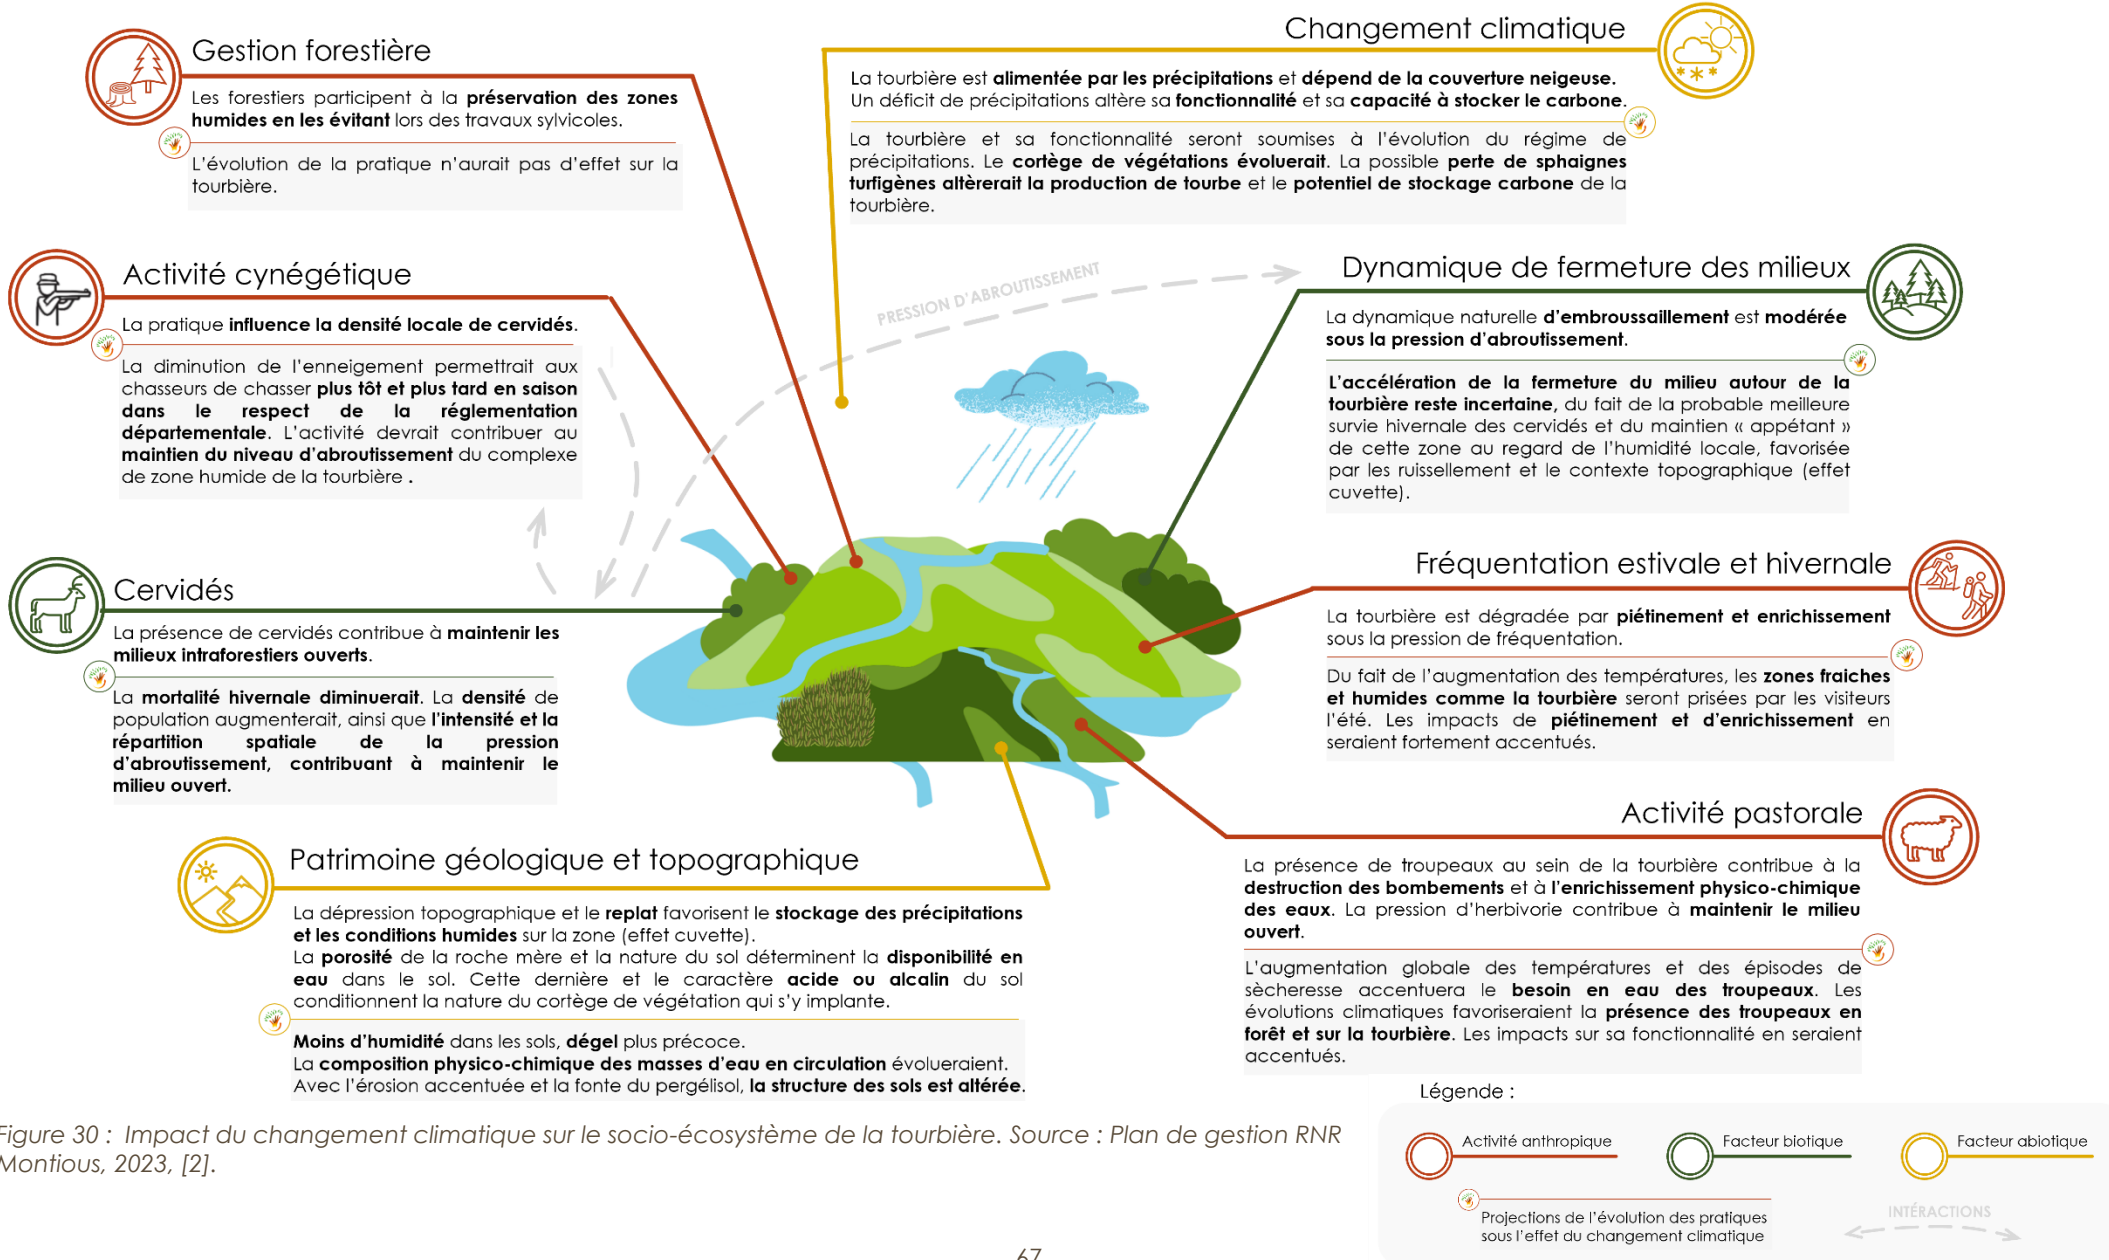 Gestion forestière
Les forestiers participent à la préservation des zones
humides en les évitant lors des travaux sylvicoles.
L'évolution de la pratique n'aurait pas d'effet sur la
tourbière.
Changement climatique
La tourbière est alimentée par les précipitations et dépend de la couverture neigeuse.
Un déficit de précipitations altère sa fonctionnalité et sa capacité à stocker le carbone.
La tourbière et sa fonctionnalité seront soumises à l'évolution du régime de
précipitations. Le cortège de végétations évoluerait. La possible perte de sphaignes
turfigènes altèrerait la production de tourbe et le potentiel de stockage carbone de la
tourbière.
Activité cynégétique
La pratique influence la densité locale de cervidés.
La diminution de l'enneigement permettrait aux
chasseurs de chasser plus tôt et plus tard en saison
dans le respect de la réglementation
départementale. L'activité devrait contribuer au
maintien du niveau d'abroutissement du complexe
de zone humide de la tourbière .
PRESSION D'ABROUTISSEMENT
Dynamique de fermeture des milieux
La dynamique naturelle d'embroussaillement est modérée
sous la pression d'abroutissement.
L'accélération de la fermeture du milieu autour de la
tourbière reste incertaine, du fait de la probable meilleure
survie hivernale des cervidés et du maintien « appétant »
de cette zone au regard de l'humidité locale, favorisée
par les ruissellement et le contexte topographique (effet
cuvette).
Cervidés
La présence de cervidés contribue à maintenir les
milieux intraforestiers ouverts.
La mortalité hivernale diminuerait. La densité de
population augmenterait, ainsi que l'intensité et la
répartition spatiale de la pression
d'abroutissement, contribuant à maintenir le
milieu ouvert.
Fréquentation estivale et hivernale
La tourbière est dégradée par piétinement et enrichissement
sous la pression de fréquentation.
Du fait de l'augmentation des températures, les zones fraiches
et humides comme la tourbière seront prisées par les visiteurs
l'été. Les impacts de piétinement et d'enrichissement en
seraient fortement accentués.
Patrimoine géologique et topographique
La dépression topographique et le replat favorisent le stockage des précipitations
et les conditions humides sur la zone (effet cuvette).
La porosité de la roche mère et la nature du sol déterminent la disponibilité en
eau dans le sol. Cette dernière et le caractère acide ou alcalin du sol
conditionnent la nature du cortège de végétation qui s'y implante.
Moins d'humidité dans les sols, dégel plus précoce.
La composition physico-chimique des masses d'eau en circulation évolueraient.
Avec l'érosion accentuée et la fonte du pergélisol, la structure des sols est altérée.
Activité pastorale
La présence de troupeaux au sein de la tourbière contribue à la
destruction des bombements et à l'enrichissement physico-chimique
des eaux. La pression d'herbivorie contribue à maintenir le milieu
ouvert.
L'augmentation globale des températures et des épisodes de
sècheresse accentuera le besoin en eau des troupeaux. Les
évolutions climatiques favoriseraient la présence des troupeaux en
forêt et sur la tourbière. Les impacts sur sa fonctionnalité en seraient
accentués.
Figure 30 : Impact du changement climatique sur le socio-écosystème de la tourbière. Source : Plan de gestion RNR
Montious, 2023, [2].
Légende :
Activité anthropique
Facteur biotique
Facteur abiotique
Projections de l'évolution des pratiques
sous l'effet du changement climatique
INTÉRACTIONS
67